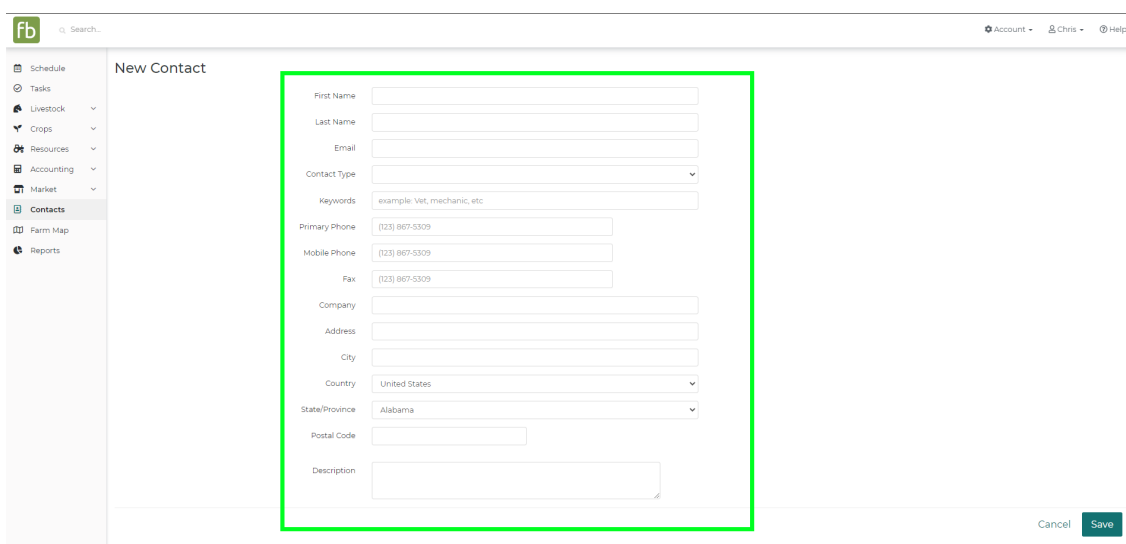 fb
Search...
Account
Chris
Help
Schedule
Tasks
Livestock
Crops
Resources
Accounting
Market
Contacts
Farm Map
Reports
New Contact
First Name
Last Name
Email
Contact Type
Keywords example: Vet, mechanic, etc
Primary Phone (123) 867-5309
Mobile Phone (123) 867-5309
Fax (123) 867-5309
Company
Address
City
Country United States
State/Province Alabama
Postal Code
Description
Cancel Save